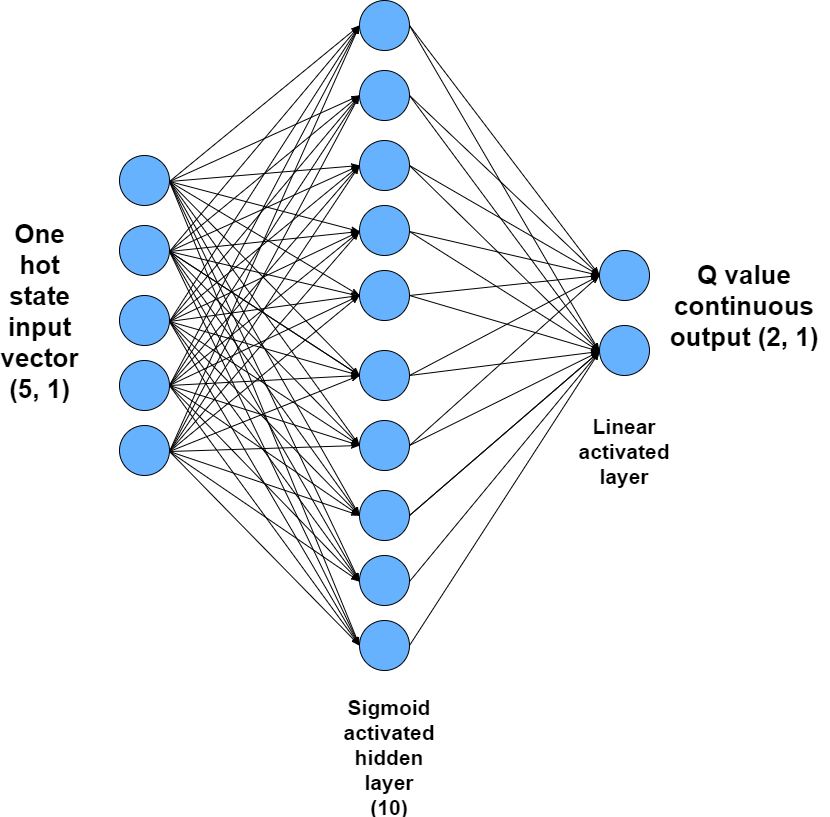 One
hot
state
input
vector
(5, 1)
Q value
continuous
output (2, 1)
Linear
activated
layer
Sigmoid
activated
hidden
layer
(10)